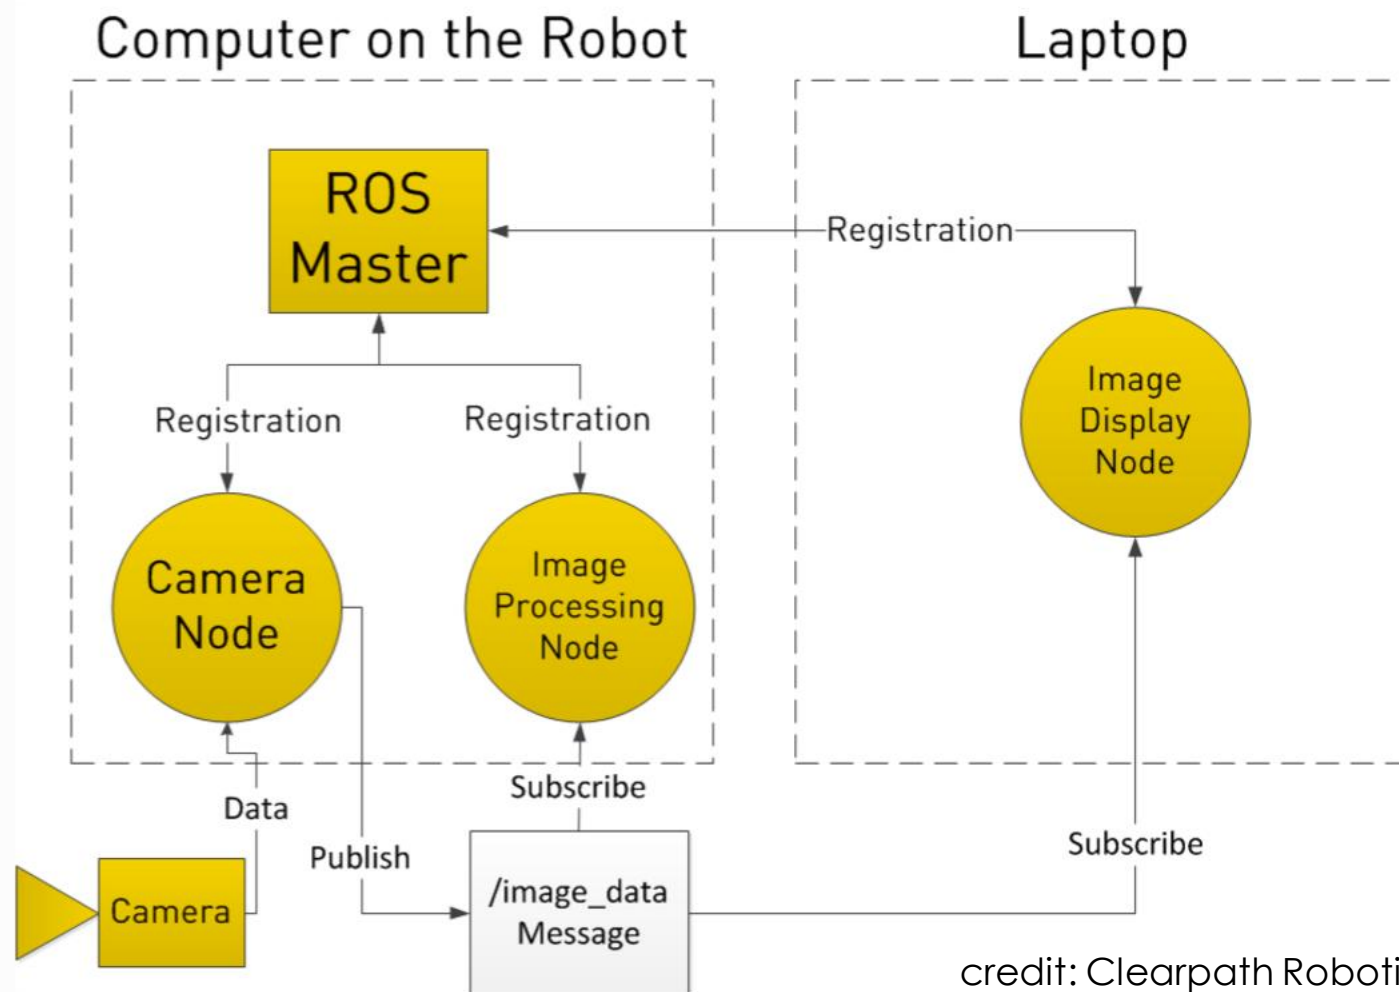 Computer on the Robot
Laptop
ROS
Master
Registration
Registration
Registration
Image
Display
Node
Camera
Node
Image
Processing
Node
Data
Subscribe
Publish
Subscribe
Camera
/image_data
Message
credit: Clearpath Roboti